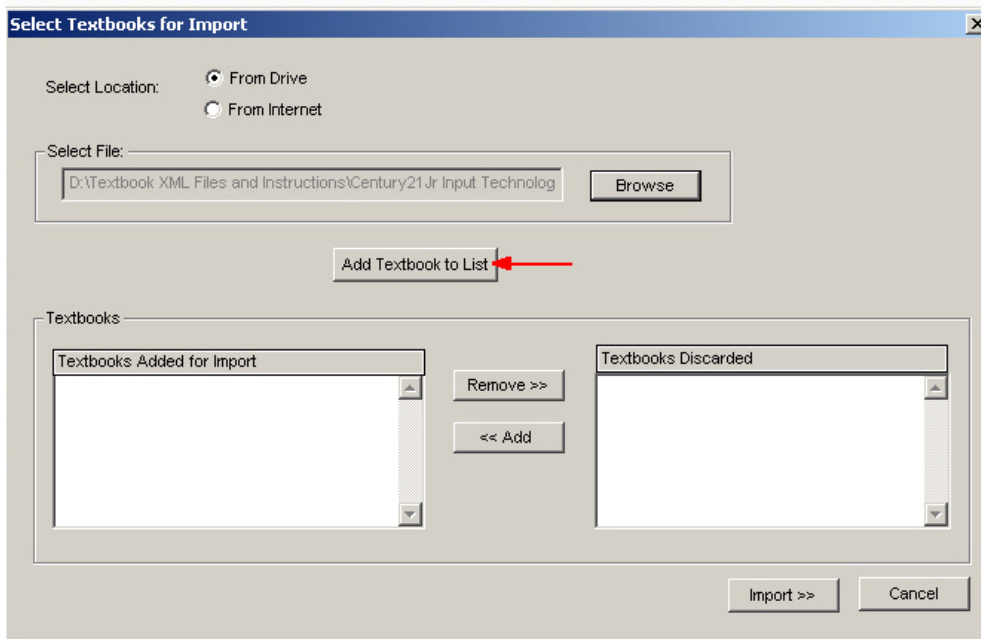 Select Textbooks for Import
Select Location:
From Drive
From Internet
Select File:
D:\Textbook XML Files and Instructions\Century21Jr Input Technolog
Browse
Add Textbook to List
Textbooks
Textbooks Added for Import
Textbooks Discarded
Remove >>
<< Add
Import >>
Cancel